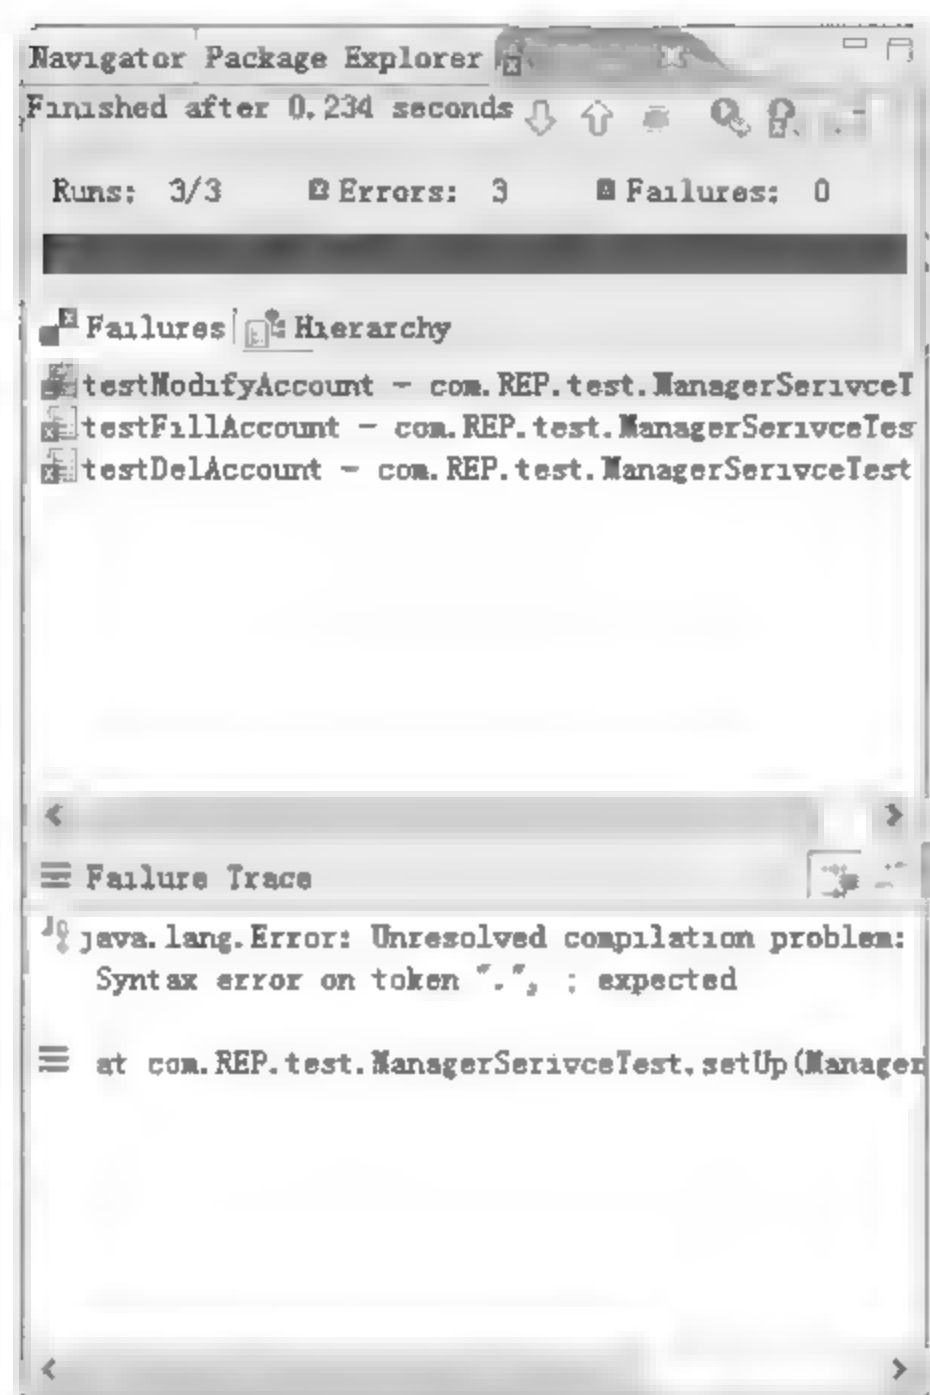 Navigator Package Explorer
Finished after 0.234 seconds
Runs: 3/3 Errors: 3 Failures: 0
Failures Hierarchy
testModifyAccount - com.REP.test.ManagerSerivceT
testFillAccount - com.REP.test.ManagerSerivceTes
testDelAccount - com.REP.test.ManagerSerivceTest
Failure Trace
java.lang.Error: Unresolved compilation problem:
Syntax error on token ".", ; expected
at com.REP.test.ManagerSerivceTest.setUp(Manager